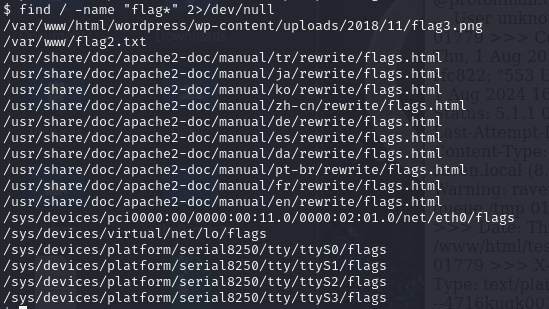 $ find / -name "flag*" 2>/dev/null
/var/www/html/wordpress/wp-content/uploads/2018/11/flag3.png
/var/www/flag2.txt
/usr/share/doc/apache2-doc/manual/tr/rewrite/flags.html
/usr/share/doc/apache2-doc/manual/ja/rewrite/flags.html
/usr/share/doc/apache2-doc/manual/ko/rewrite/flags.html
/usr/share/doc/apache2-doc/manual/zh-cn/rewrite/flags.html
/usr/share/doc/apache2-doc/manual/de/rewrite/flags.html
/usr/share/doc/apache2-doc/manual/es/rewrite/flags.html
/usr/share/doc/apache2-doc/manual/da/rewrite/flags.html
/usr/share/doc/apache2-doc/manual/pt-br/rewrite/flags.html
/usr/share/doc/apache2-doc/manual/fr/rewrite/flags.html
/usr/share/doc/apache2-doc/manual/en/rewrite/flags.html
/sys/devices/pci0000:00/0000:00:11.0/0000:02:01.0/net/eth0/flags
/sys/devices/virtual/net/lo/flags
/sys/devices/platform/serial8250/tty/ttyS0/flags
/sys/devices/platform/serial8250/tty/ttyS1/flags
/sys/devices/platform/serial8250/tty/ttyS2/flags
/sys/devices/platform/serial8250/tty/ttyS3/flags
$